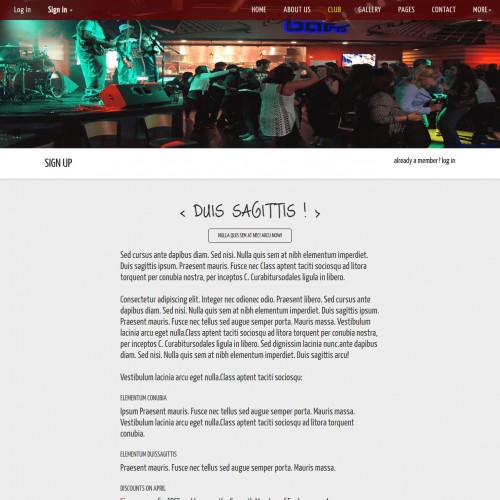 Log in
Sign in
HOME
ABOUT US
CLUB
GALLERY
PAGES
CONTACT
MORE
SIGN UP
already a member? log in
< DUIS SAGITTIS ! >
NULLA QUIS SEM AT NIBH ARCU NOW!
Sed cursus ante dapibus diam. Sed nisi. Nulla quis sem at nibh elementum imperdiet.
Duis sagittis ipsum. Praesent mauris. Fusce nec Class aptent taciti sociosqu ad litora
torquent per conubia nostra, per inceptos C. Curabitursodales ligula in libero.
Consectetur adipiscing elit. Integer nec odionec odio. Praesent libero. Sed cursus ante
dapibus diam. Sed nisi. Nulla quis sem at nibh elementum imperdiet. Duis sagittis ipsum.
Praesent mauris. Fusce nec tellus sed augue semper porta. Mauris massa. Vestibulum
lacinia arcu eget nulla.Class aptent taciti sociosqu ad litora torquent per conubia nostra,
per inceptos C. Curabitursodales ligula in libero. Sed dignissim lacinia nunc.ante dapibus
diam. Sed nisi. Nulla quis sem at nibh elementum imperdiet. Duis sagittis arcu!
Vestibulum lacinia arcu eget nulla.Class aptent taciti sociosqu:
ELEMENTUM CONUBIA
Ipsum Praesent mauris. Fusce nec tellus sed augue semper porta. Mauris massa.
Vestibulum lacinia arcu eget nulla.Class aptent taciti sociosqu ad litora torquent
conubia.
ELEMENTUM DUISSAGITTIS
Praesent mauris. Fusce nec tellus sed augue semper porta. Mauris massa.
DISCOUNTS ON APRIL